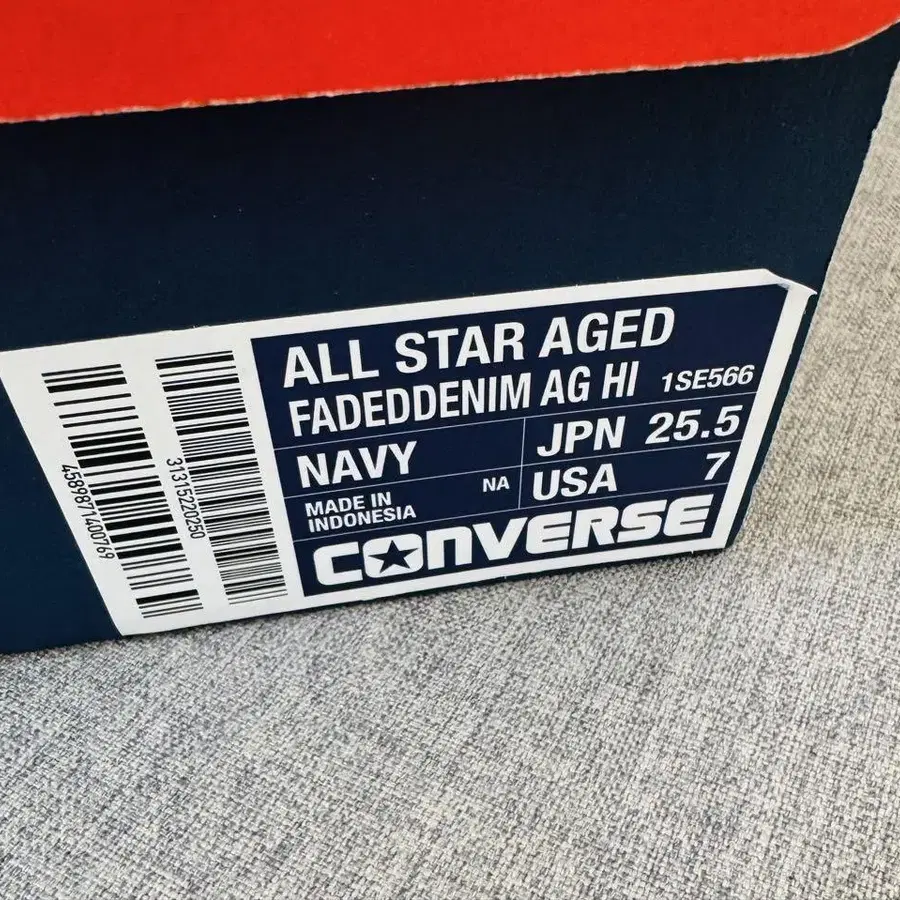 ALL STAR AGED
FADEDDENIM AG HI 1SE566
NAVY
JPN 25.5
MADE IN
INDONESIA
NA
USA 7
CONVERSE
4589871400769
31315220250